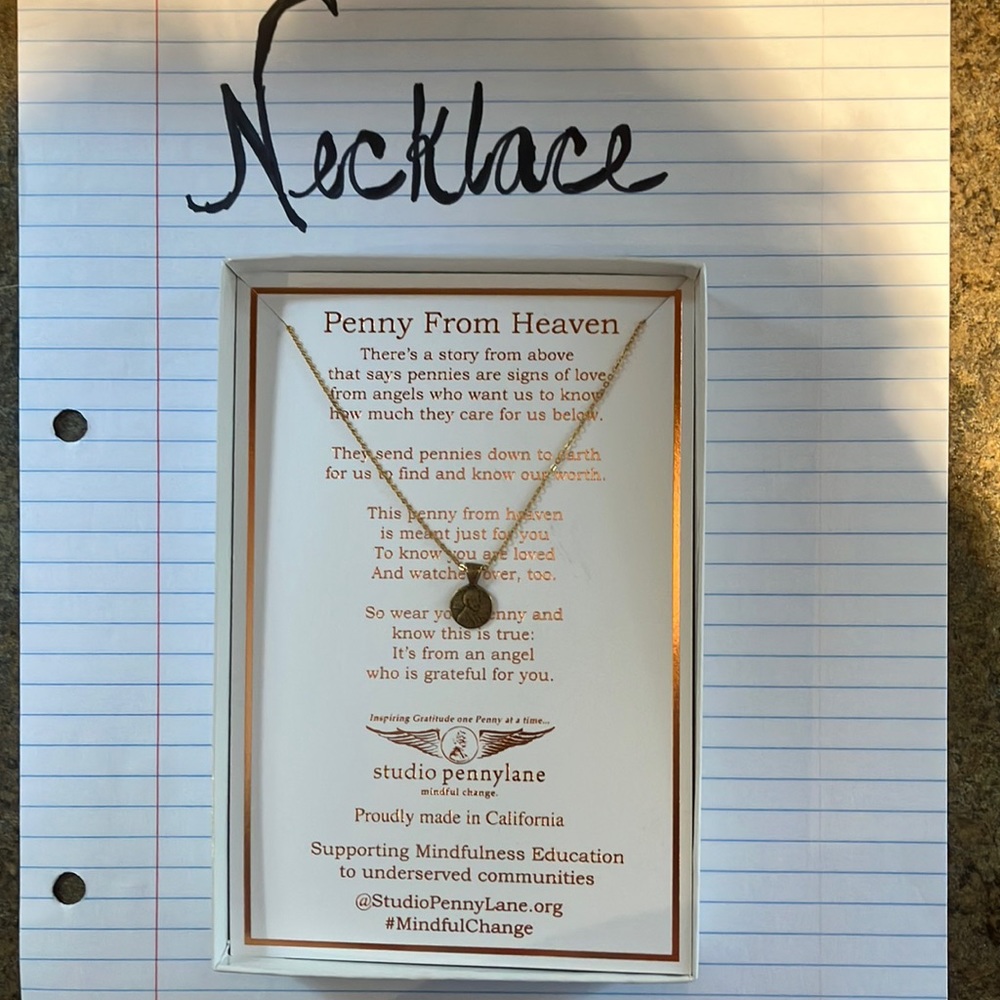 Necklace
Penny From Heaven
There's a story from above
that says pennies are signs of love
from angels who want us to know
how much they care for us below.
They send pennies down to earth
for us to find and know our worth.
This penny from heaven
is meant just for you
To know you are loved
And watched over, too.
So wear your penny and
know this is true:
It's from an angel
who is grateful for you.
Inspiring Gratitude one Penny at a time...
studio pennylane
mindful change.
Proudly made in California
Supporting Mindfulness Education
to underserved communities
@StudioPennyLane.org
#MindfulChange